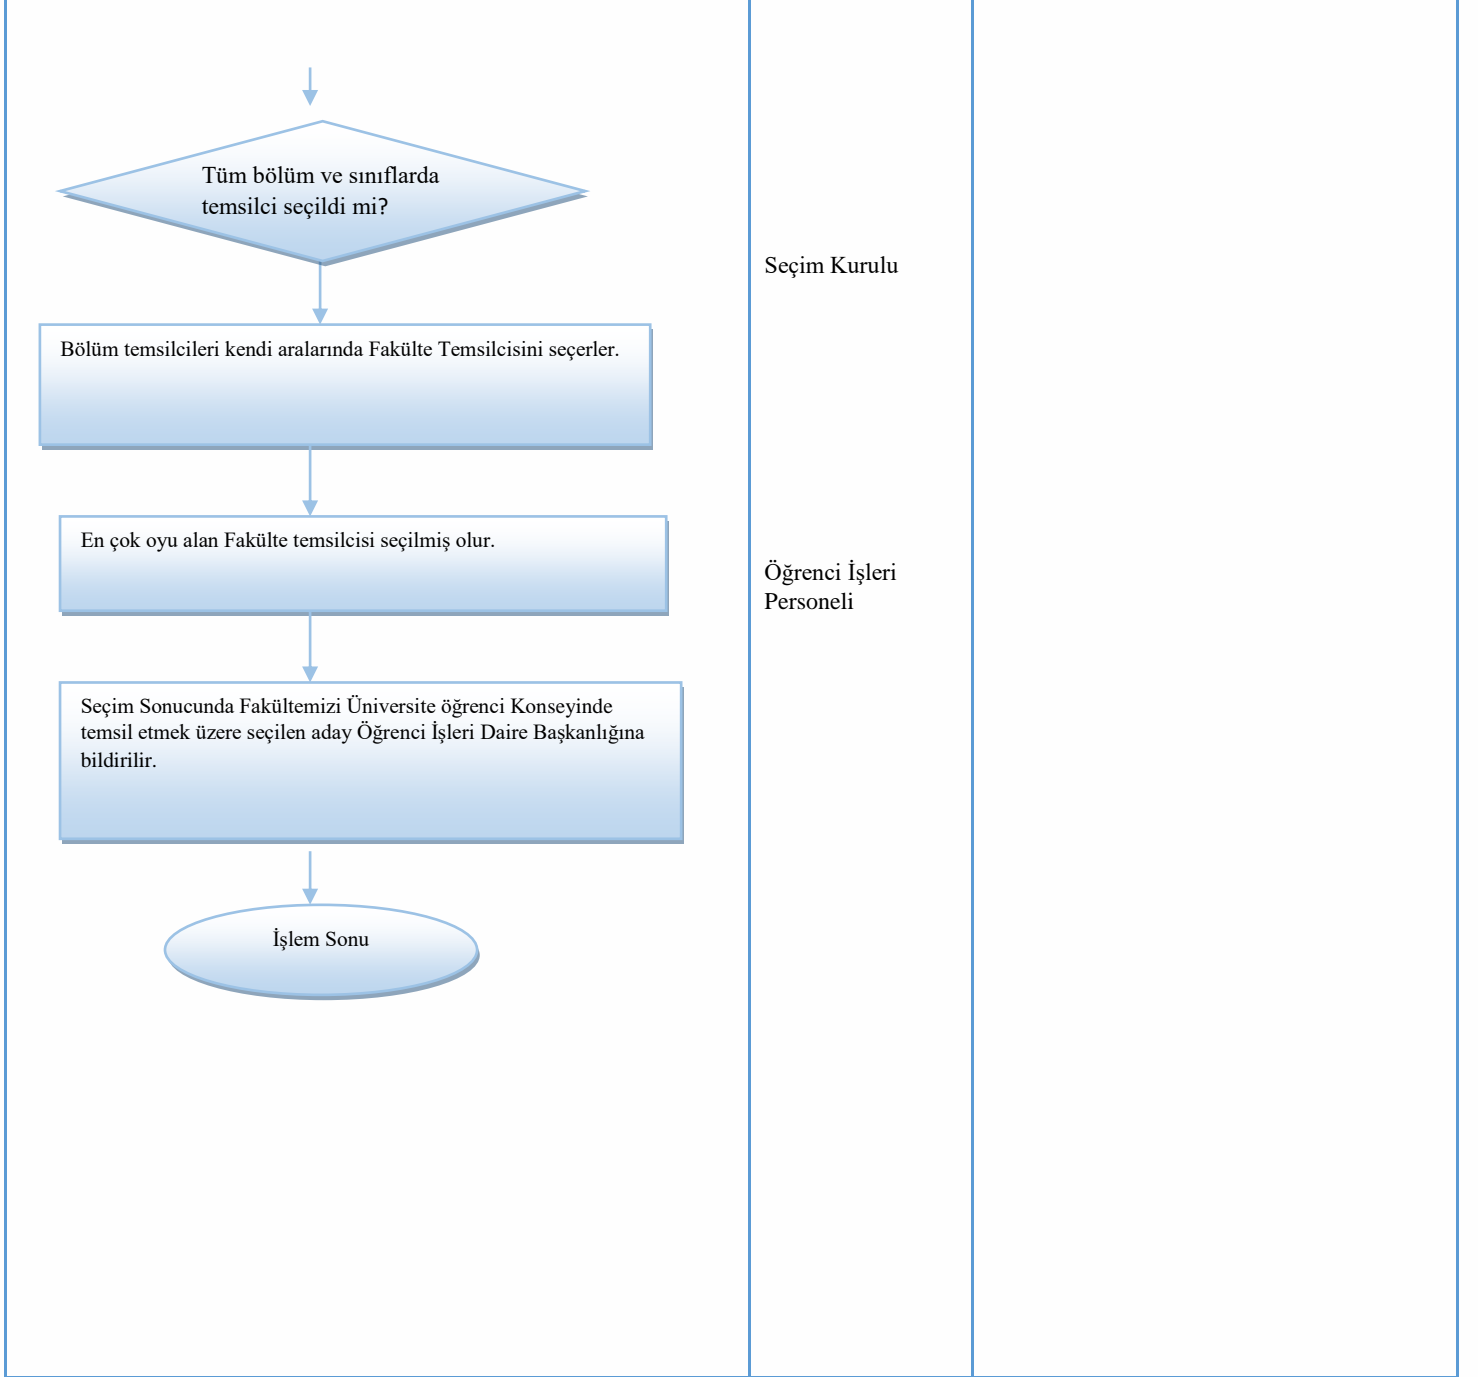 Tüm bölüm ve sınıflarda
temsilci seçildi mi?
Seçim Kurulu
Bölüm temsilcileri kendi aralarında Fakülte Temsilcisini seçerler.
En çok oyu alan Fakülte temsilcisi seçilmiş olur.
Öğrenci İşleri
Personeli
Seçim Sonucunda Fakültemizi Üniversite öğrenci Konseyinde
temsil etmek üzere seçilen aday Öğrenci İşleri Daire Başkanlığına
bildirilir.
İşlem Sonu